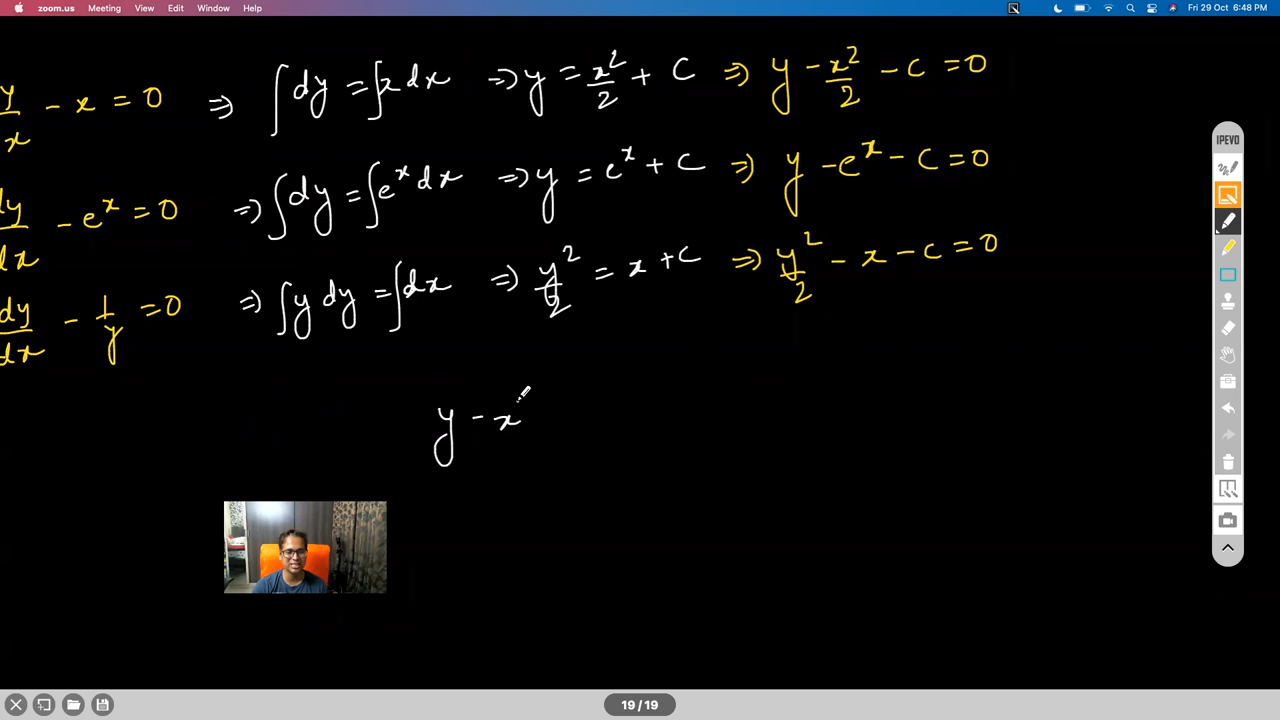 zoom.us Meeting View Edit Window Help Fri 29 Oct 6:48 PM
y/x - x = 0 ⇒ ∫dy = ∫x dx ⇒ y = x²/2 + C ⇒ y - x²/2 - C = 0
dy/dx - eˣ = 0 ⇒ ∫dy = ∫eˣ dx ⇒ y = eˣ + C ⇒ y - eˣ - C = 0
dy/dx - 1/y = 0 ⇒ ∫y dy = ∫dx ⇒ y²/2 = x + C ⇒ y²/2 - x - C = 0
y - x
IPEVO
19 / 19